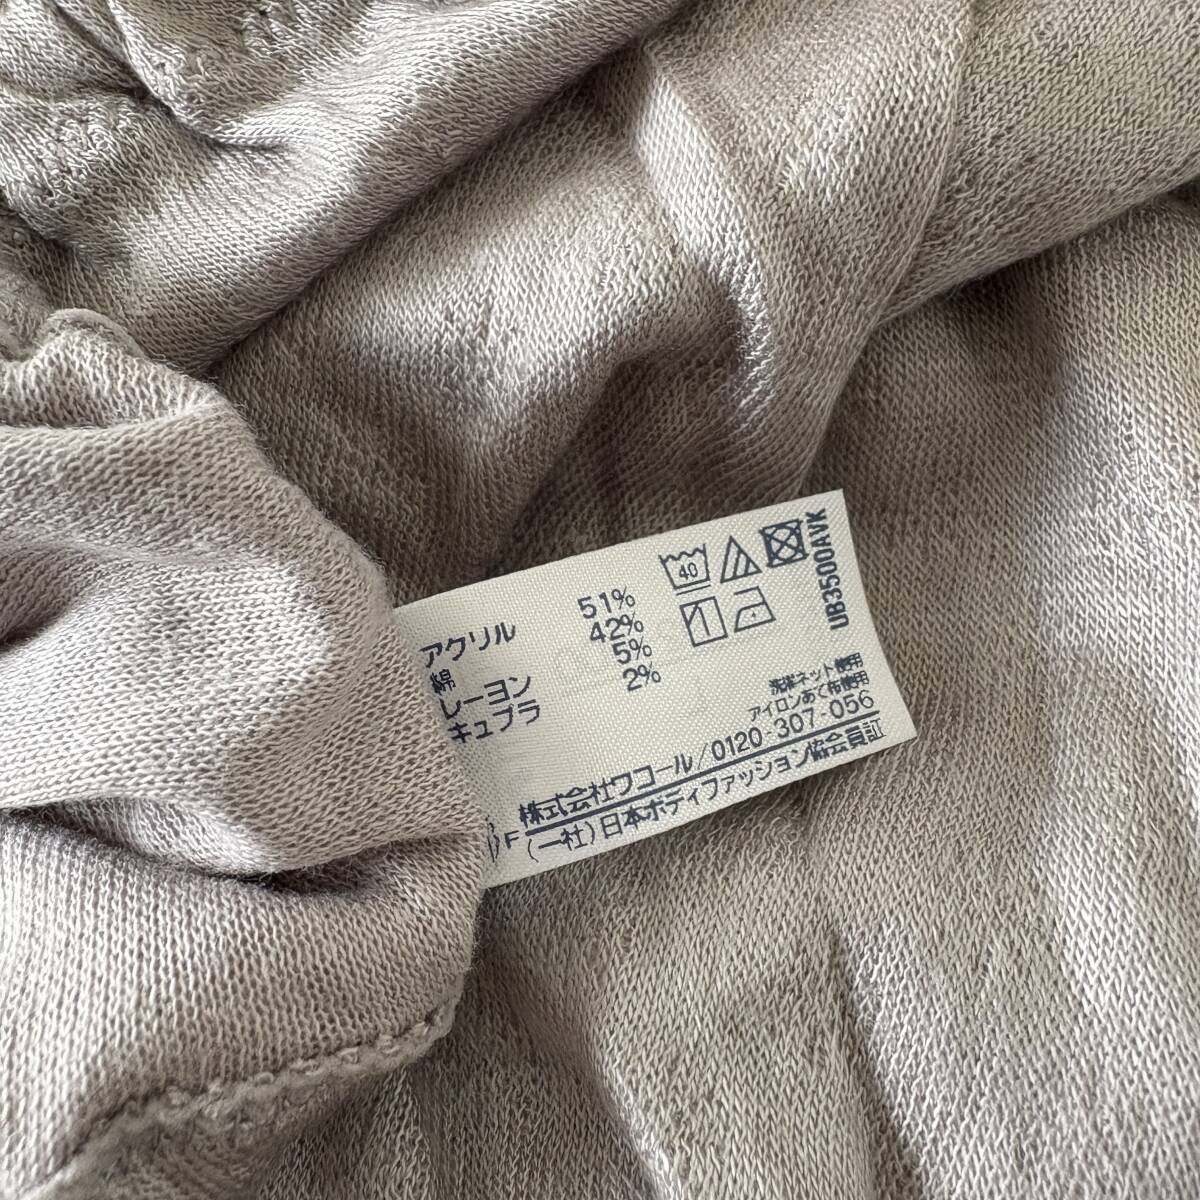 アクリル 51%
綿 42%
レーヨン 5%
キュプラ 2%
40
UB3500AVK
洗濯ネット使用
アイロンあて布使用
株式会社ワコール/0120-307-056
F (一社)日本ボディファッション協会員証